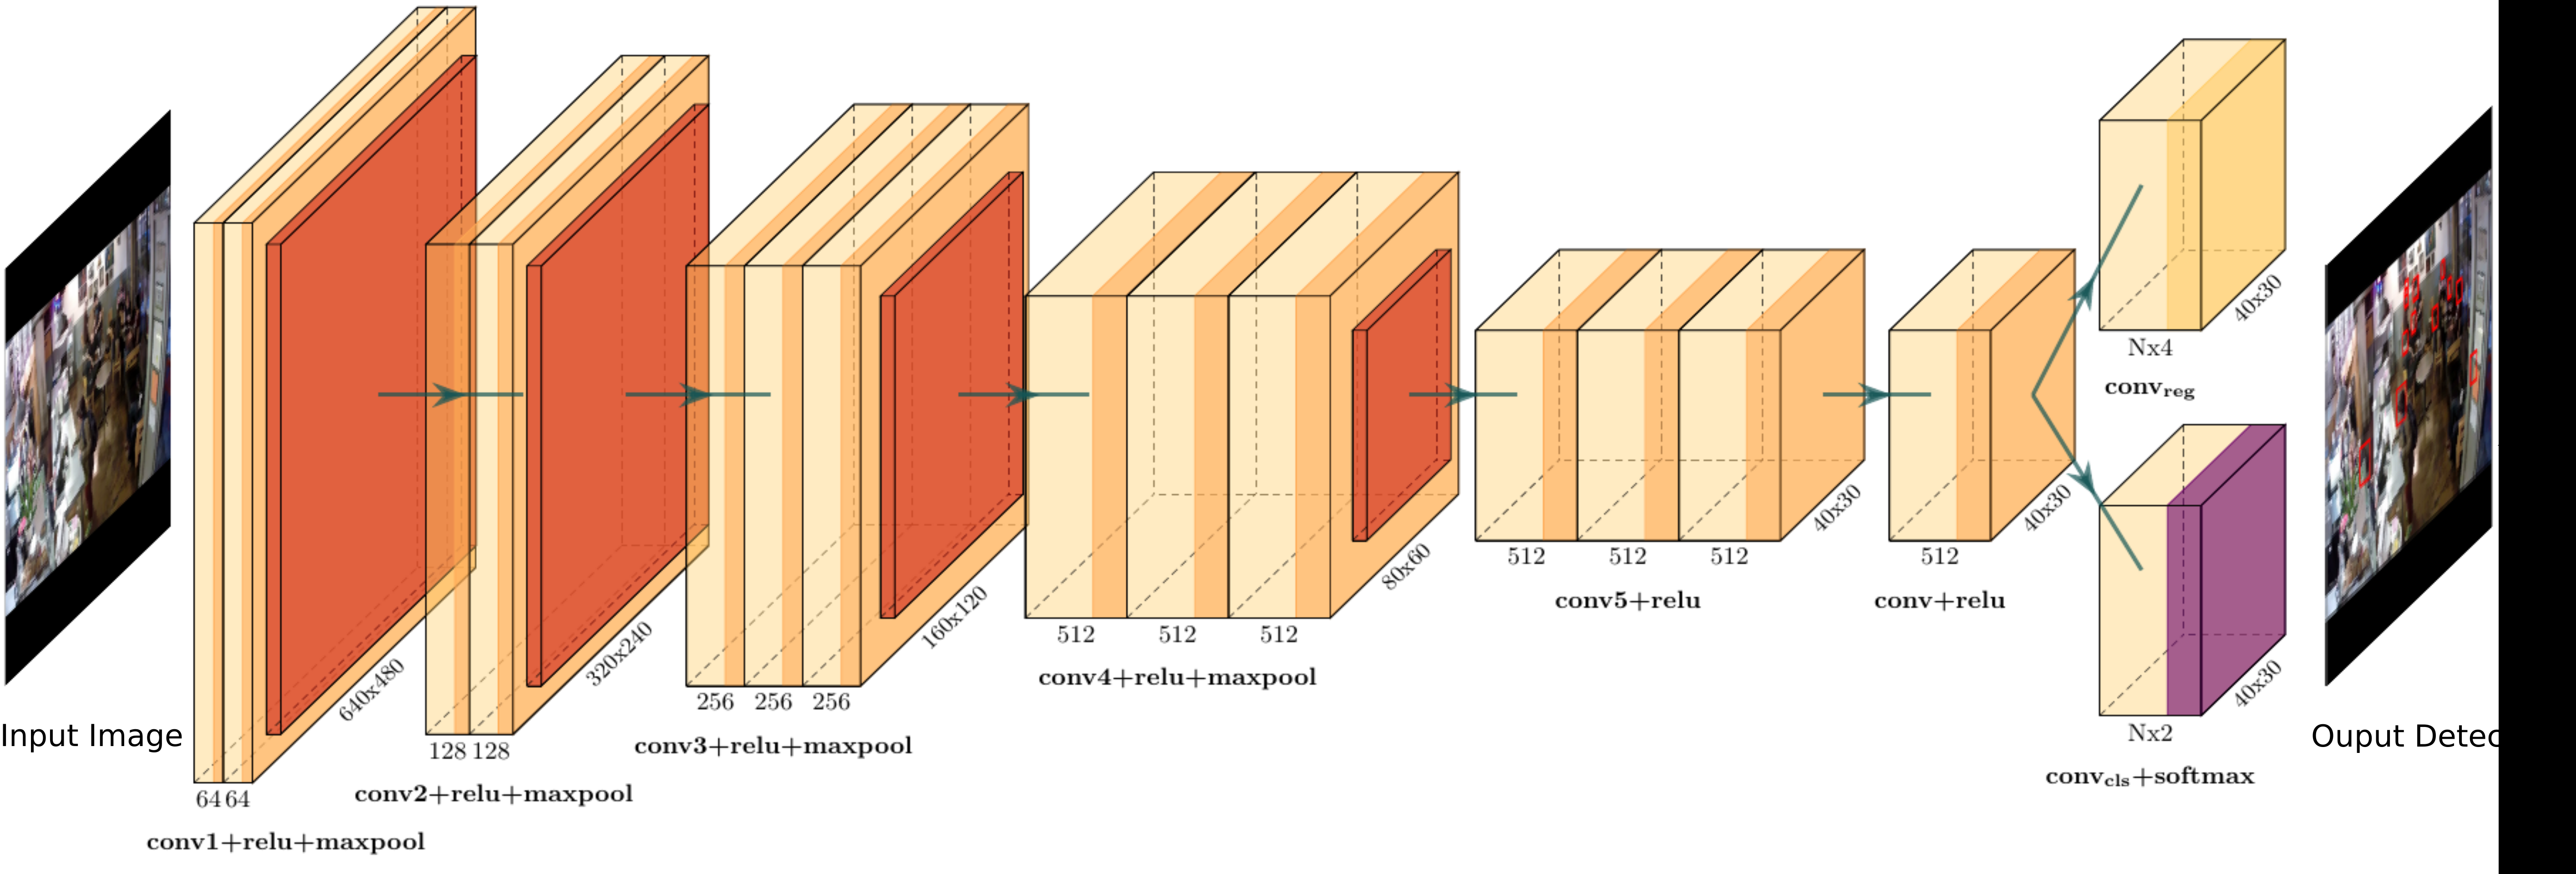 Input Image
64 64
640x480
conv1+relu+maxpool
128 128
320x240
conv2+relu+maxpool
256 256 256
160x120
conv3+relu+maxpool
512 512 512
80x60
conv4+relu+maxpool
512 512 512
40x30
conv5+relu
512
40x30
conv+relu
Nx4
40x30
convreg
Nx2
40x30
convcls+softmax
Ouput Detec